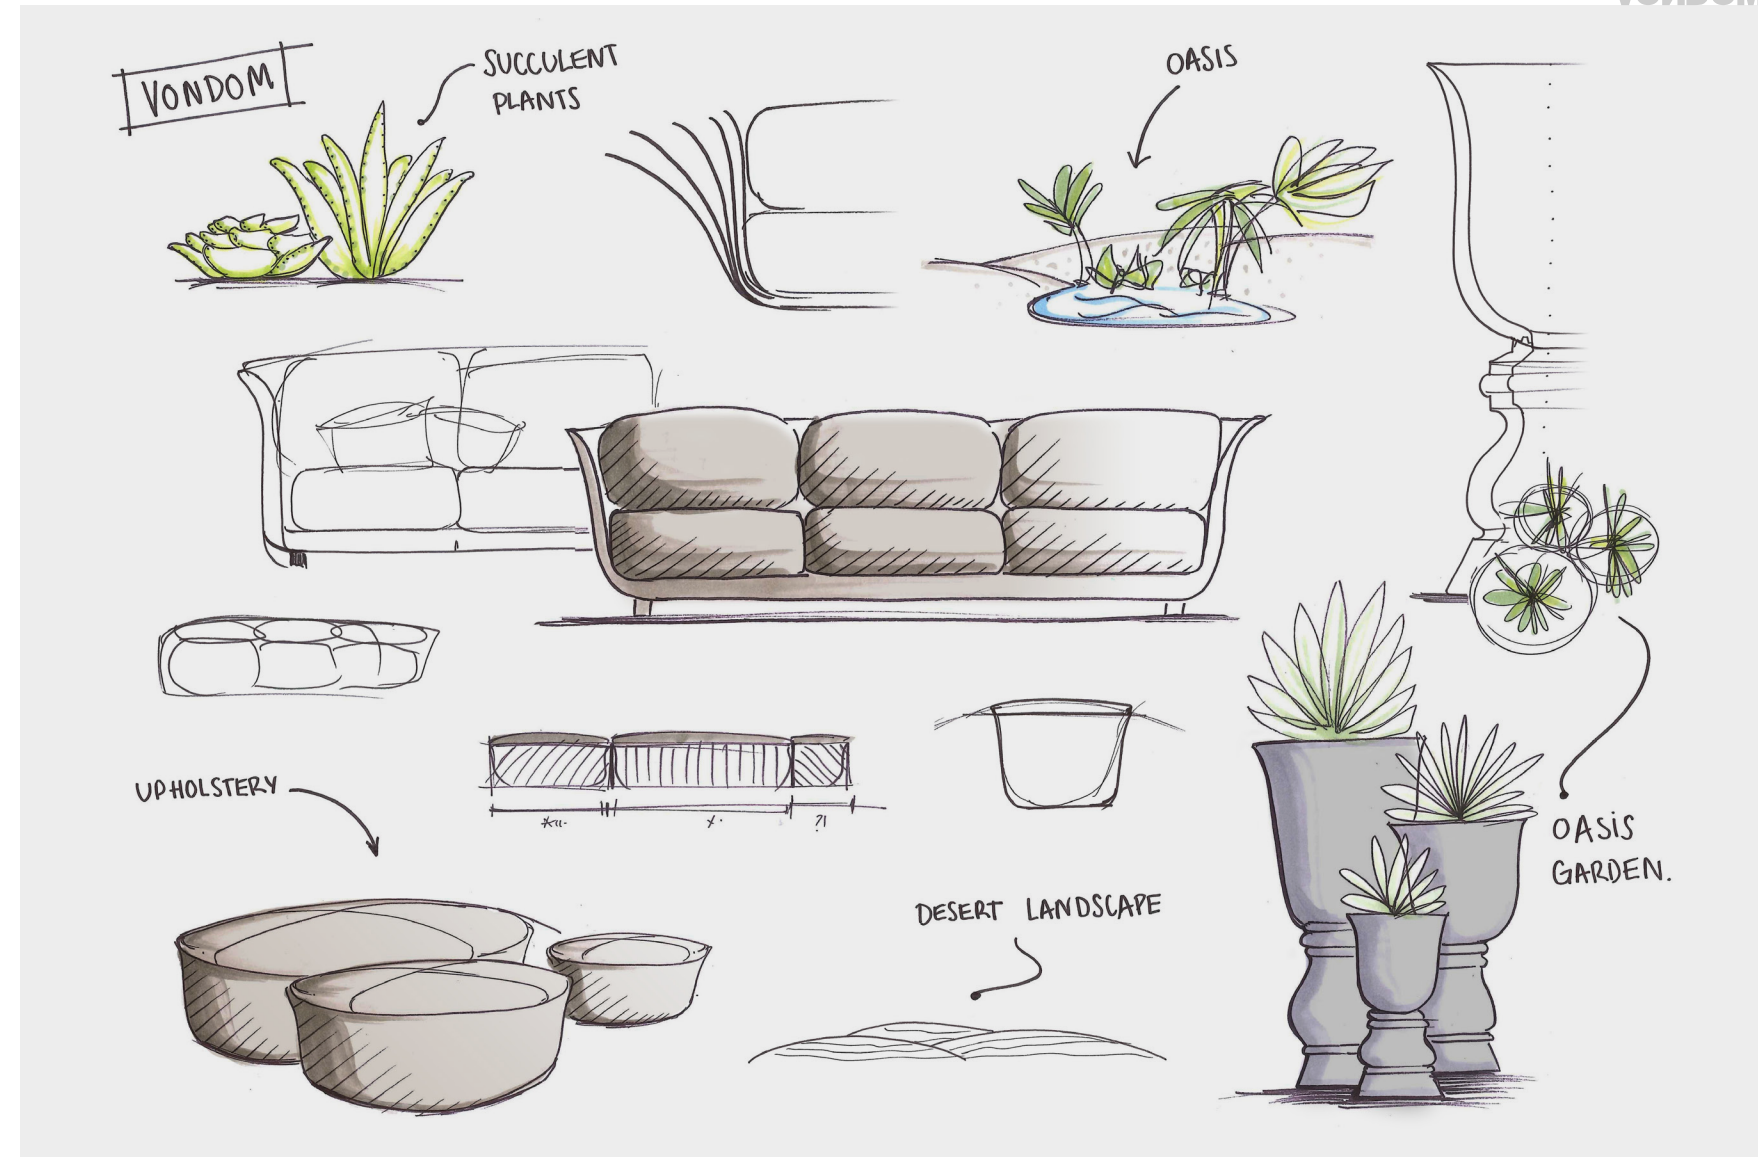 VONDOM
SUCCULENT
PLANTS
OASIS
UPHOLSTERY
DESERT LANDSCAPE
OASIS
GARDEN.
?!